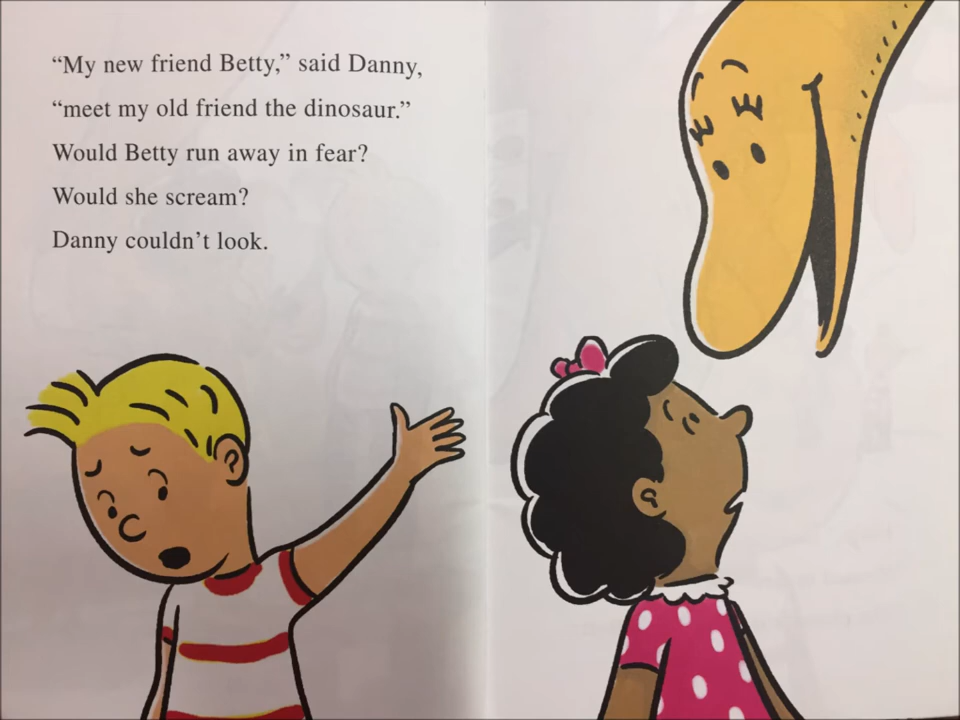 “My new friend Betty,” said Danny,
“meet my old friend the dinosaur.”
Would Betty run away in fear?
Would she scream?
Danny couldn’t look.